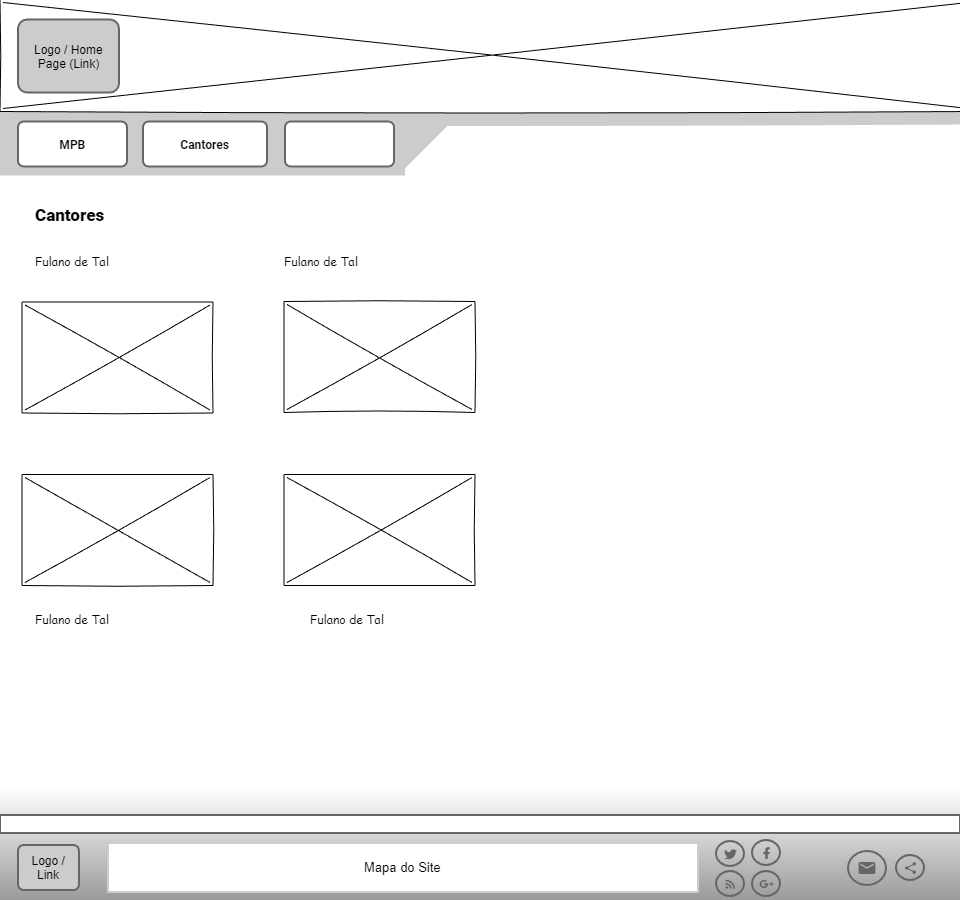 Logo / Home
Page (Link)
MPB
Cantores
Cantores
Fulano de Tal
Fulano de Tal
Fulano de Tal
Fulano de Tal
Logo /
Link
Mapa do Site
G+